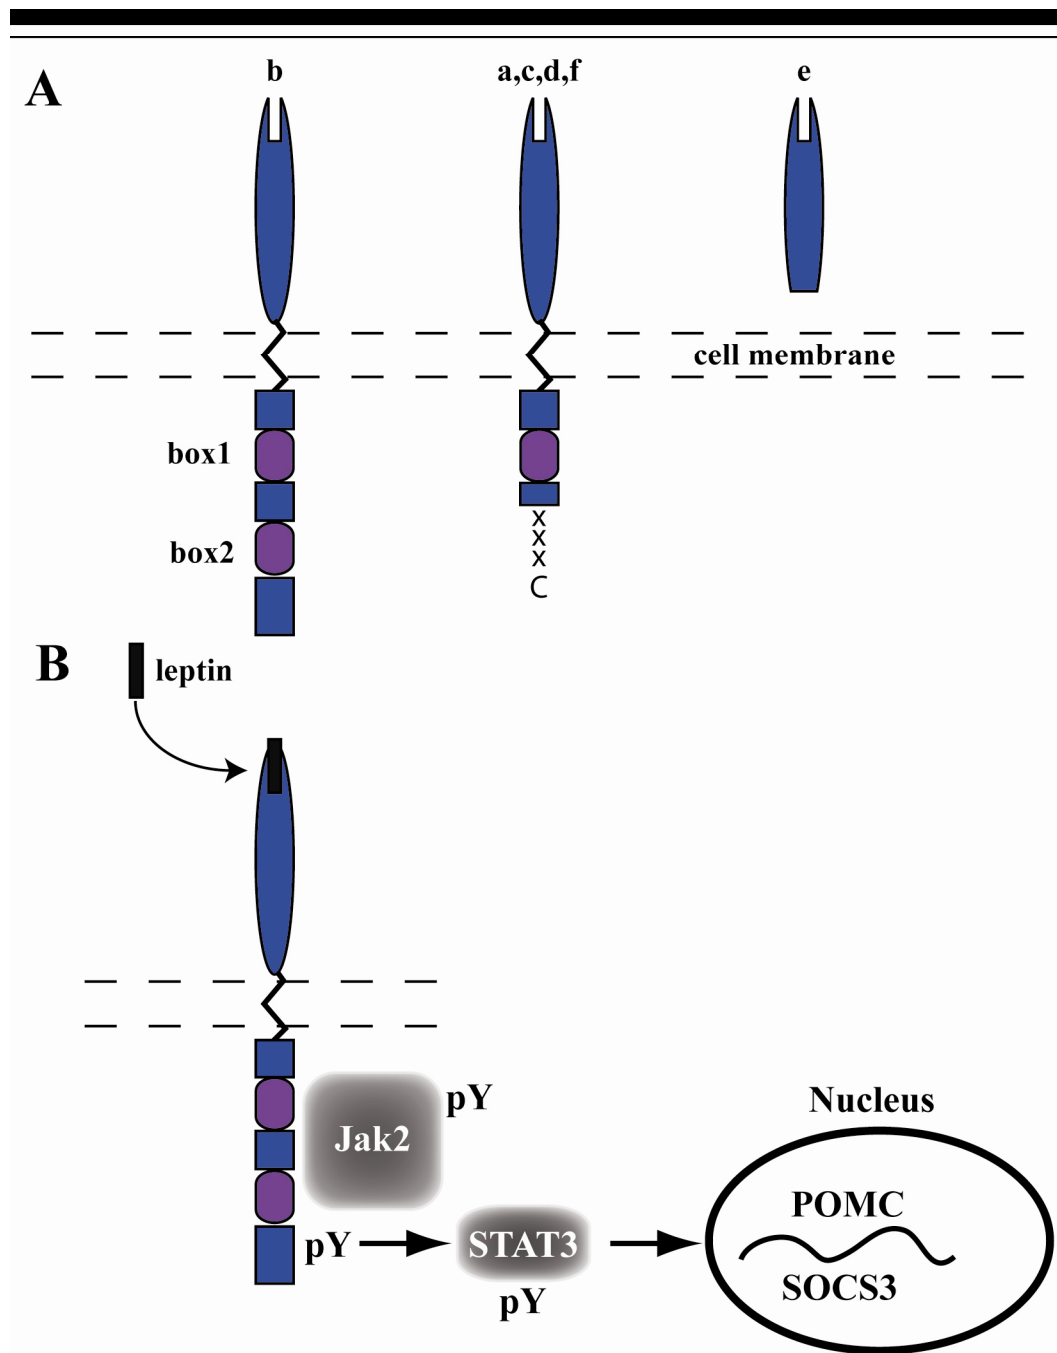 A
b
a,c,d,f
e
cell membrane
box1
box2
x
x
x
C
B
leptin
Jak2
pY
pY
STAT3
pY
Nucleus
POMC
SOCS3